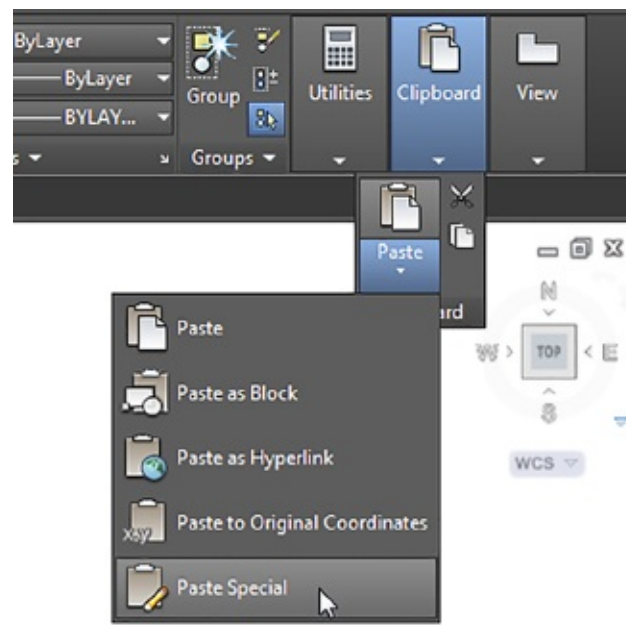 ByLayer
ByLayer
BYLAY...
s
Group
Groups
Utilities
Clipboard
View
Paste
rd
Paste
Paste as Block
Paste as Hyperlink
Paste to Original Coordinates
Paste Special
N
W
TOP
E
S
WCS